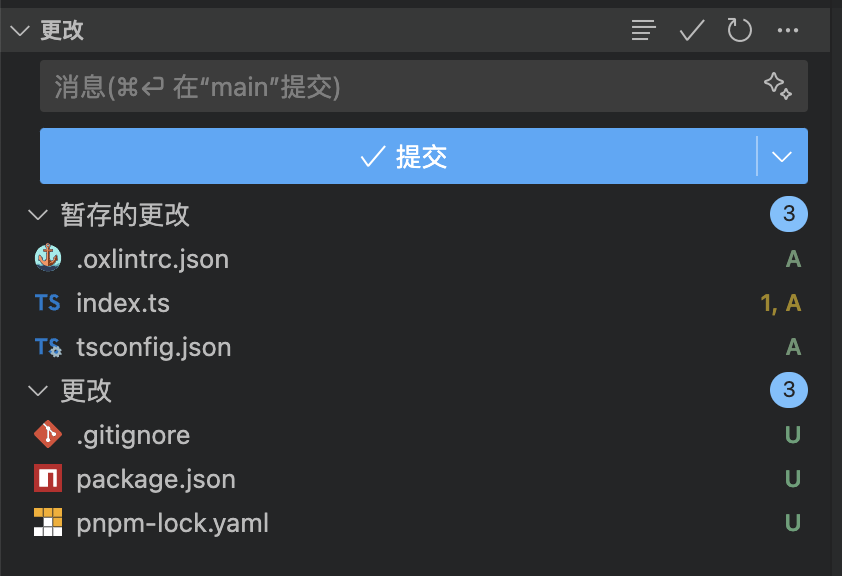 更改
消息(⌘⏎ 在“main”提交)
提交
暂存的更改 3
.oxlintrc.json A
TS index.ts 1, A
TS tsconfig.json A
更改 3
.gitignore U
package.json U
pnpm-lock.yaml U